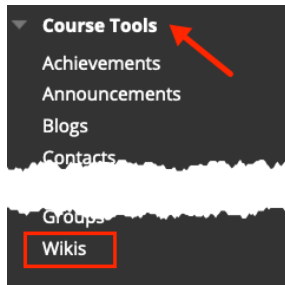 Course Tools
Achievements
Announcements
Blogs
Contacts
Groups
Wikis